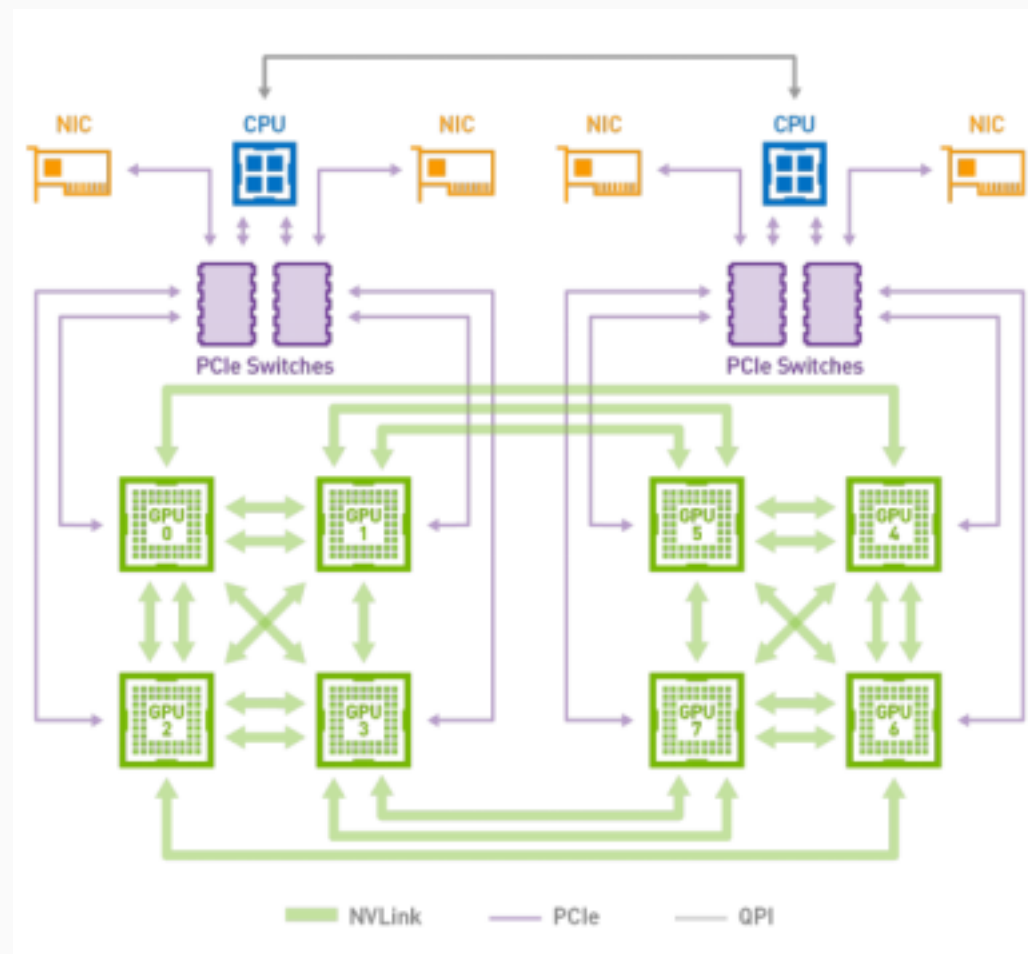 NIC
CPU
NIC
NIC
CPU
NIC
PCIe Switches
PCIe Switches
GPU
0
GPU
1
GPU
5
GPU
4
GPU
2
GPU
3
GPU
7
GPU
6
NVLink
PCIe
QPI